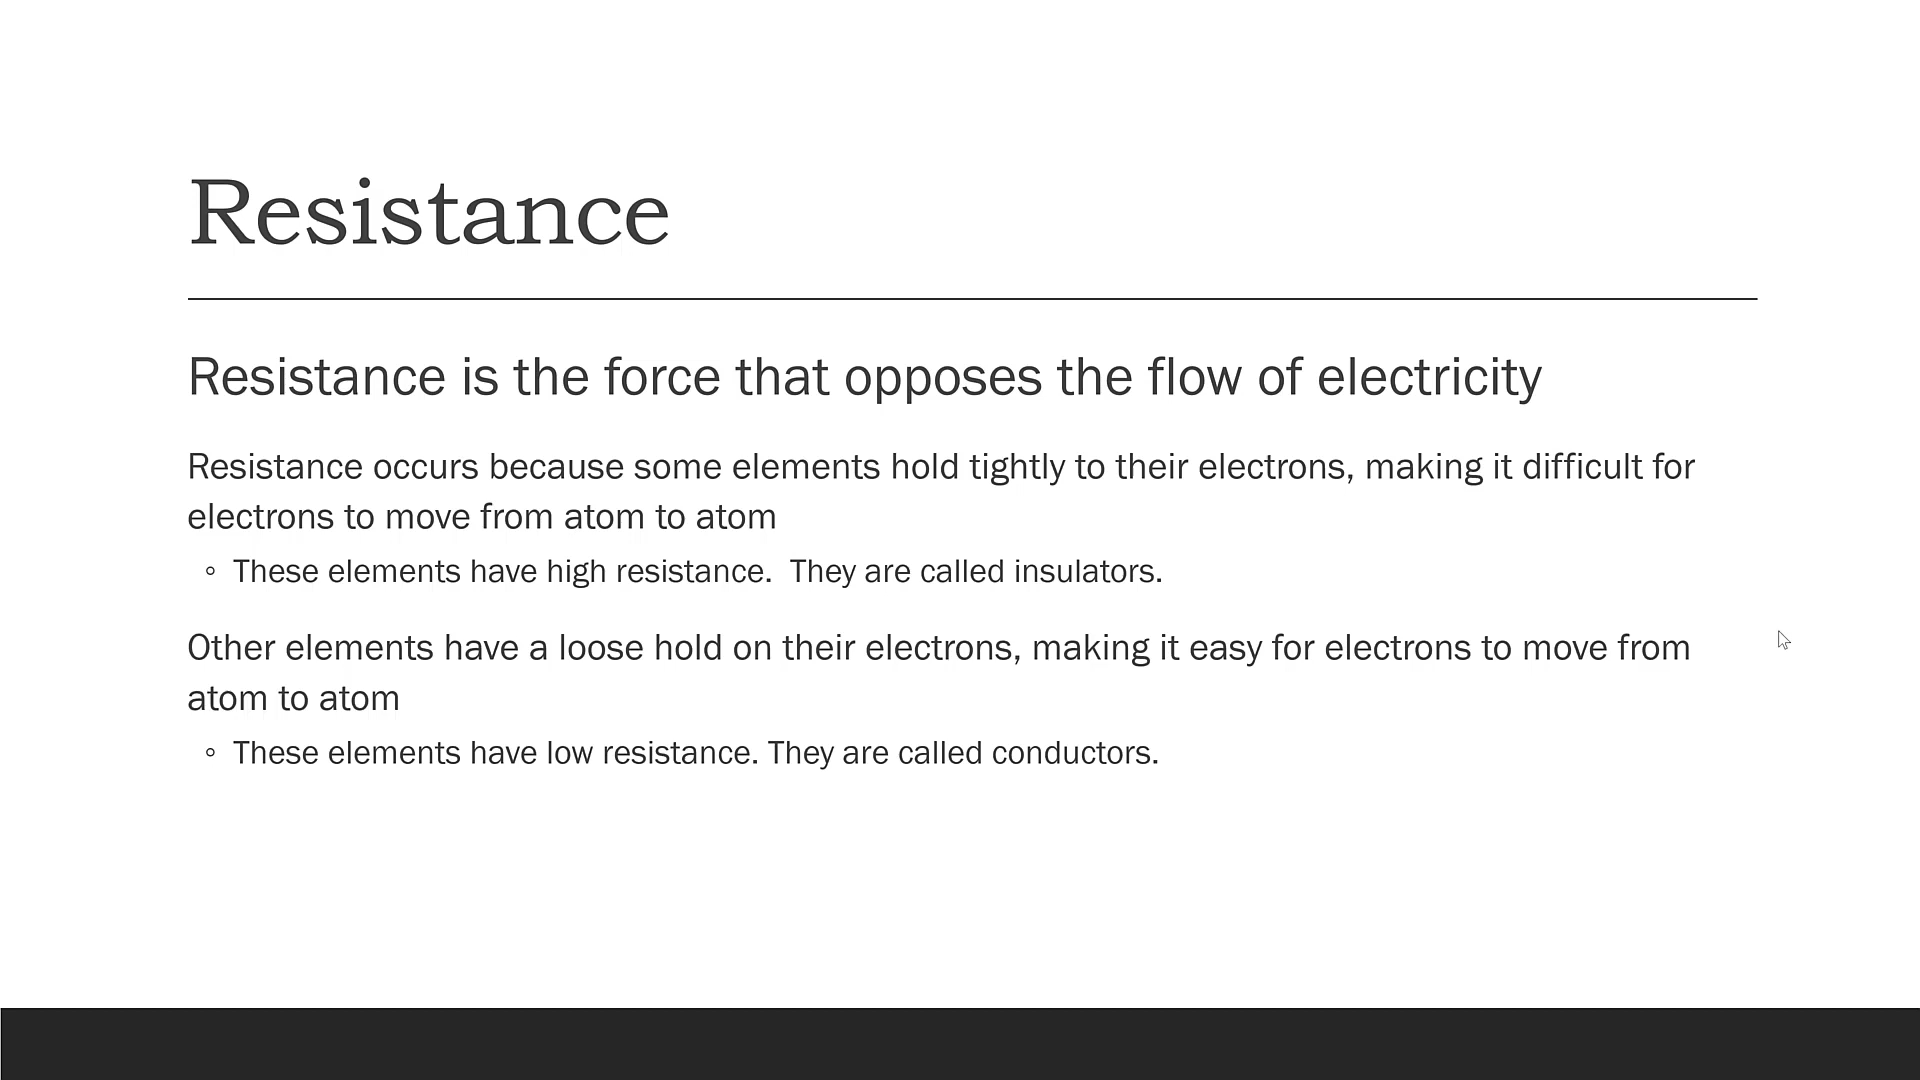 Resistance
Resistance is the force that opposes the flow of electricity
Resistance occurs because some elements hold tightly to their electrons, making it difficult for
electrons to move from atom to atom
◦ These elements have high resistance.  They are called insulators.
Other elements have a loose hold on their electrons, making it easy for electrons to move from
atom to atom
◦ These elements have low resistance. They are called conductors.